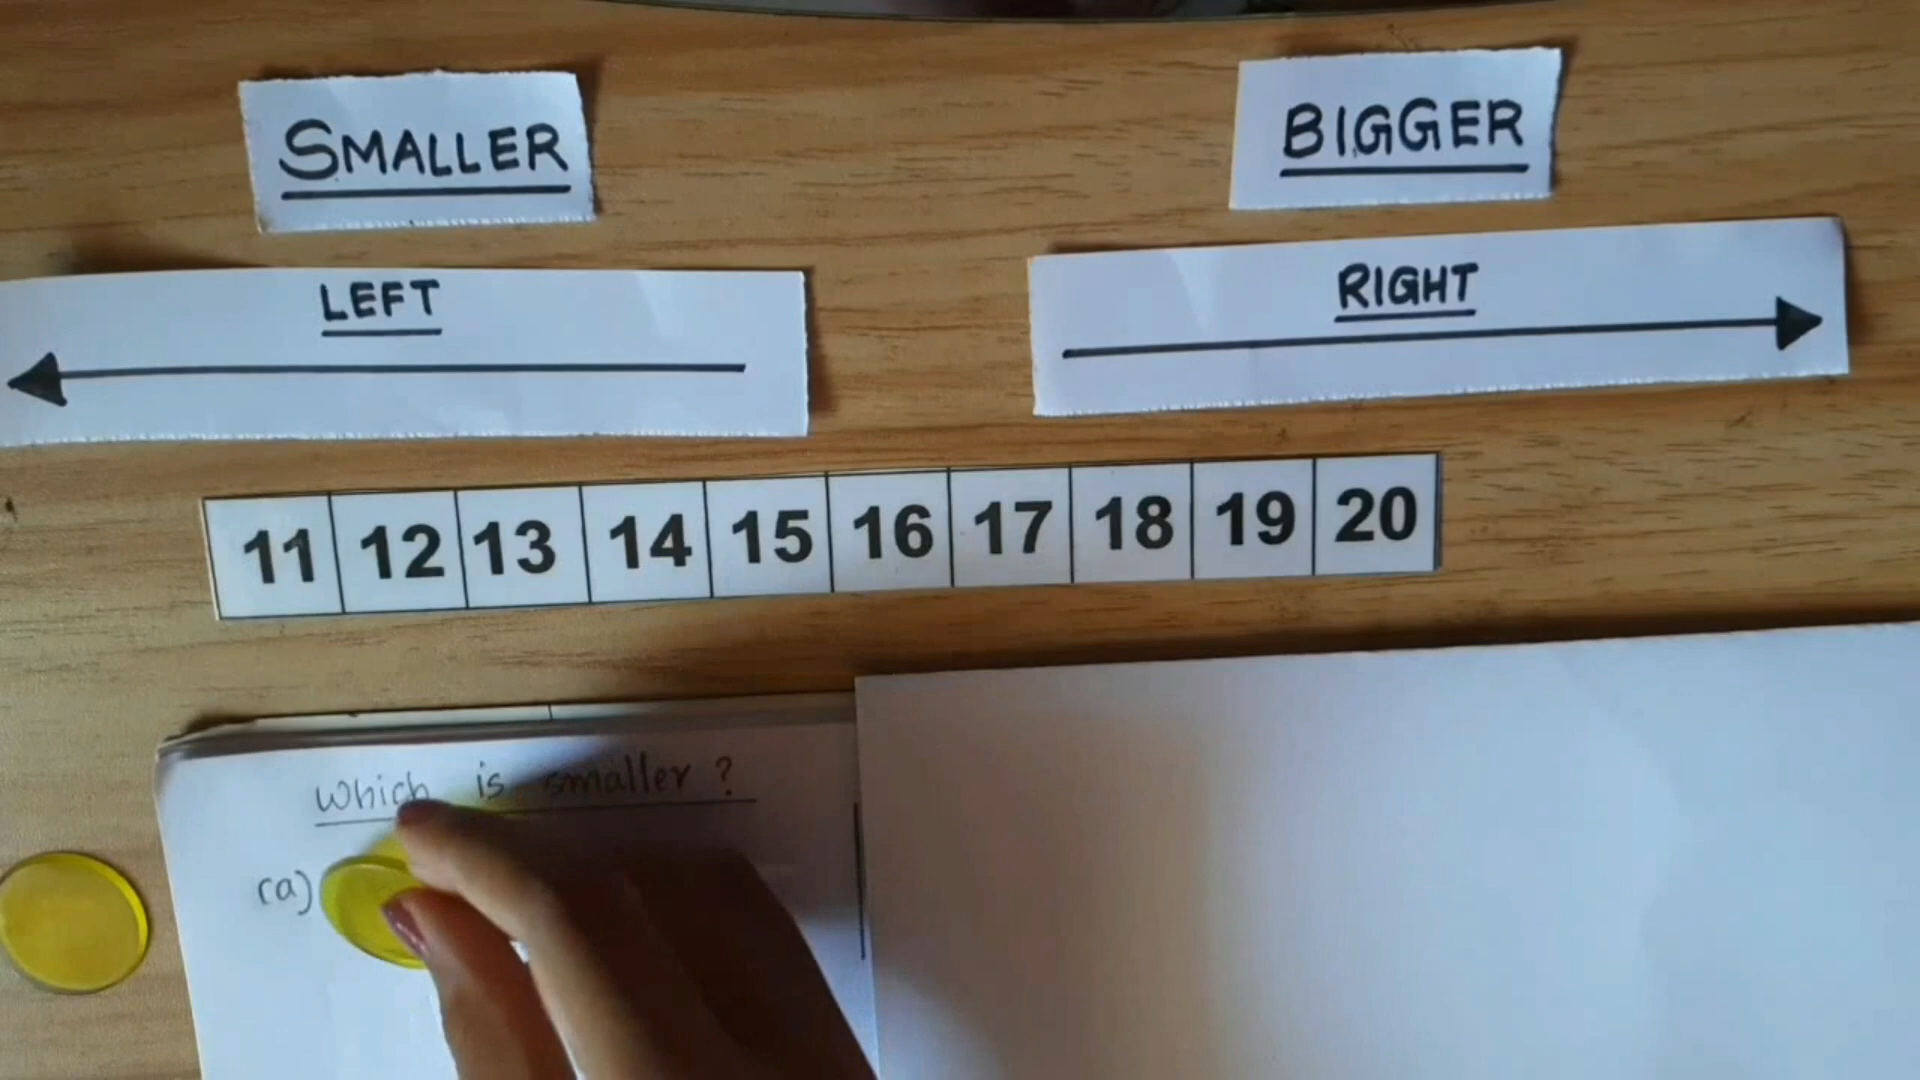 SMALLER
BIGGER
LEFT
RIGHT
11 12 13 14 15 16 17 18 19 20
Which is smaller ?
(a)